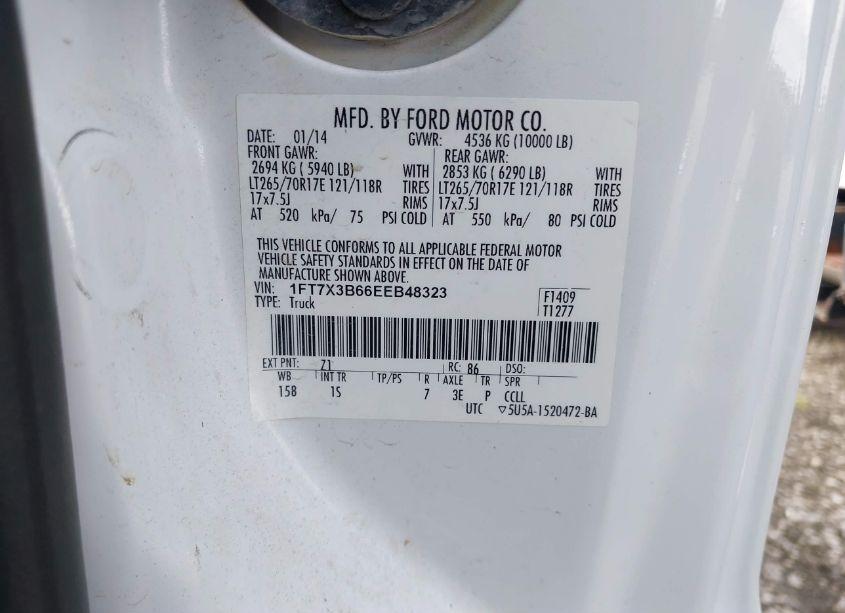 MFD. BY FORD MOTOR CO.
DATE: 01/14 GVWR: 4536 KG (10000 LB)
FRONT GAWR: REAR GAWR:
2694 KG ( 5940 LB) WITH 2853 KG ( 6290 LB) WITH
LT265/70R17E 121/118R TIRES LT265/70R17E 121/118R TIRES
17x7.5J RIMS 17x7.5J RIMS
AT 520 kPa/ 75 PSI COLD AT 550 kPa/ 80 PSI COLD
THIS VEHICLE CONFORMS TO ALL APPLICABLE FEDERAL MOTOR
VEHICLE SAFETY STANDARDS IN EFFECT ON THE DATE OF
MANUFACTURE SHOWN ABOVE.
VIN: 1FT7X3B66EEB48323 F1409
TYPE: Truck T1277
EXT PNT: Z1 RC: 86 DSO:
WB INT TR TP/PS R AXLE TR SPR
158 1S 7 3E P CCLL
UTC ▽5U5A-1520472-BA